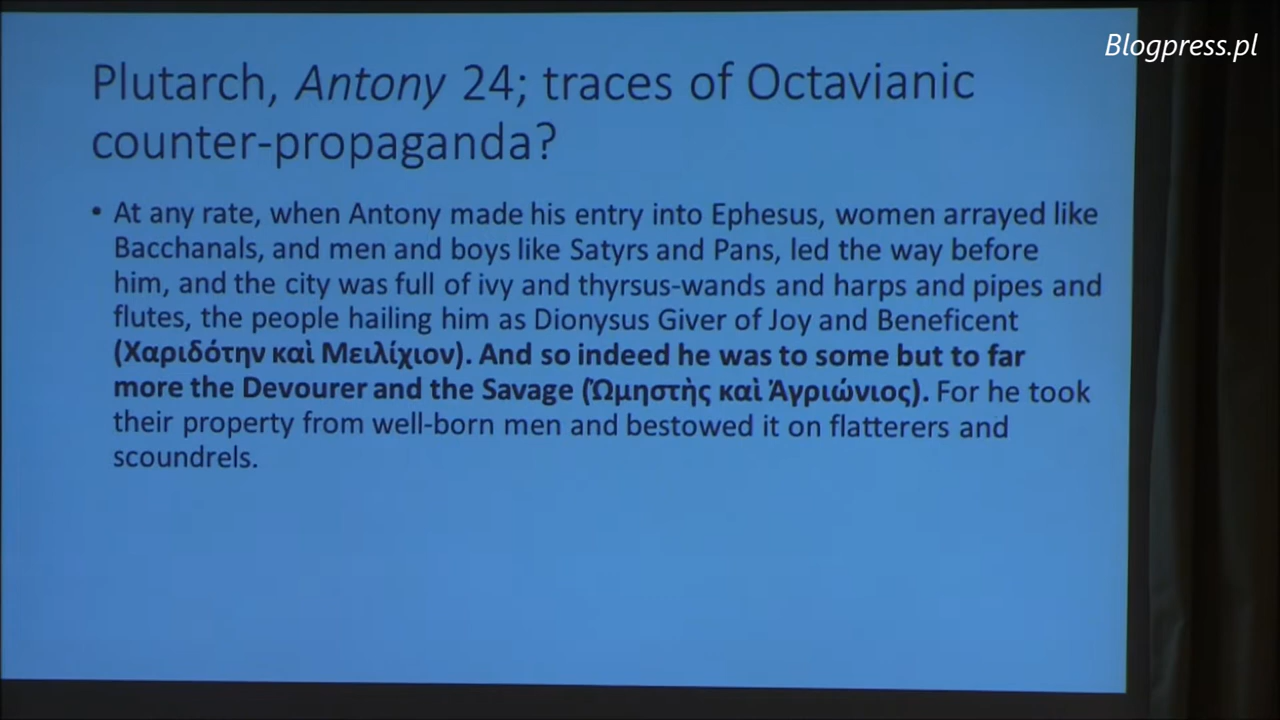 Blogpress.pl
Plutarch, Antony 24; traces of Octavianic
counter-propaganda?
• At any rate, when Antony made his entry into Ephesus, women arrayed like
Bacchanals, and men and boys like Satyrs and Pans, led the way before
him, and the city was full of ivy and thyrsus-wands and harps and pipes and
flutes, the people hailing him as Dionysus Giver of Joy and Beneficent
(Χαριδότην καὶ Μειλίχιον). And so indeed he was to some but to far
more the Devourer and the Savage (Ὠμηστὴς καὶ Ἀγριώνιος). For he took
their property from well-born men and bestowed it on flatterers and
scoundrels.